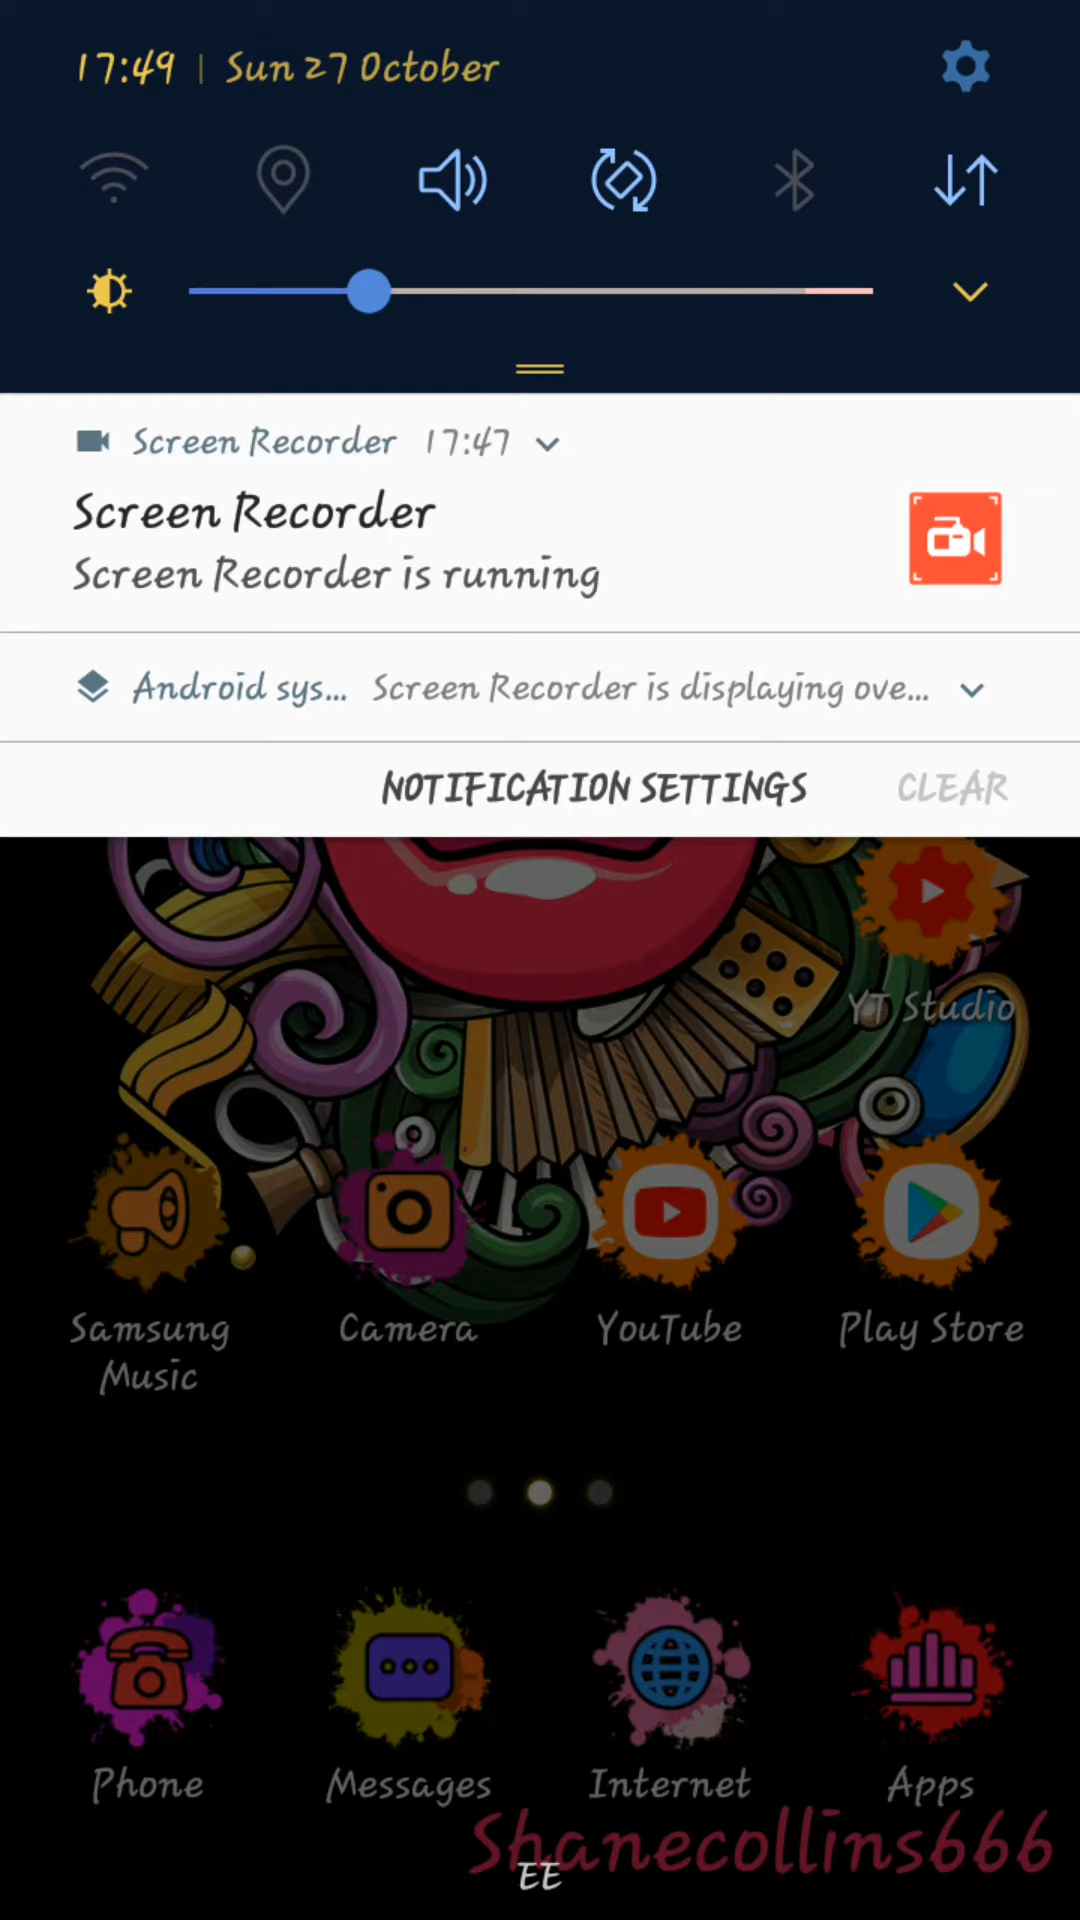 17:49 | Sun 27 October
Screen Recorder 17:47
Screen Recorder
Screen Recorder is running
Android sys... Screen Recorder is displaying ove...
NOTIFICATION SETTINGS CLEAR
YT Studio
Samsung Music Camera YouTube Play Store
Phone Messages Internet Apps
Shanecollins666
EE